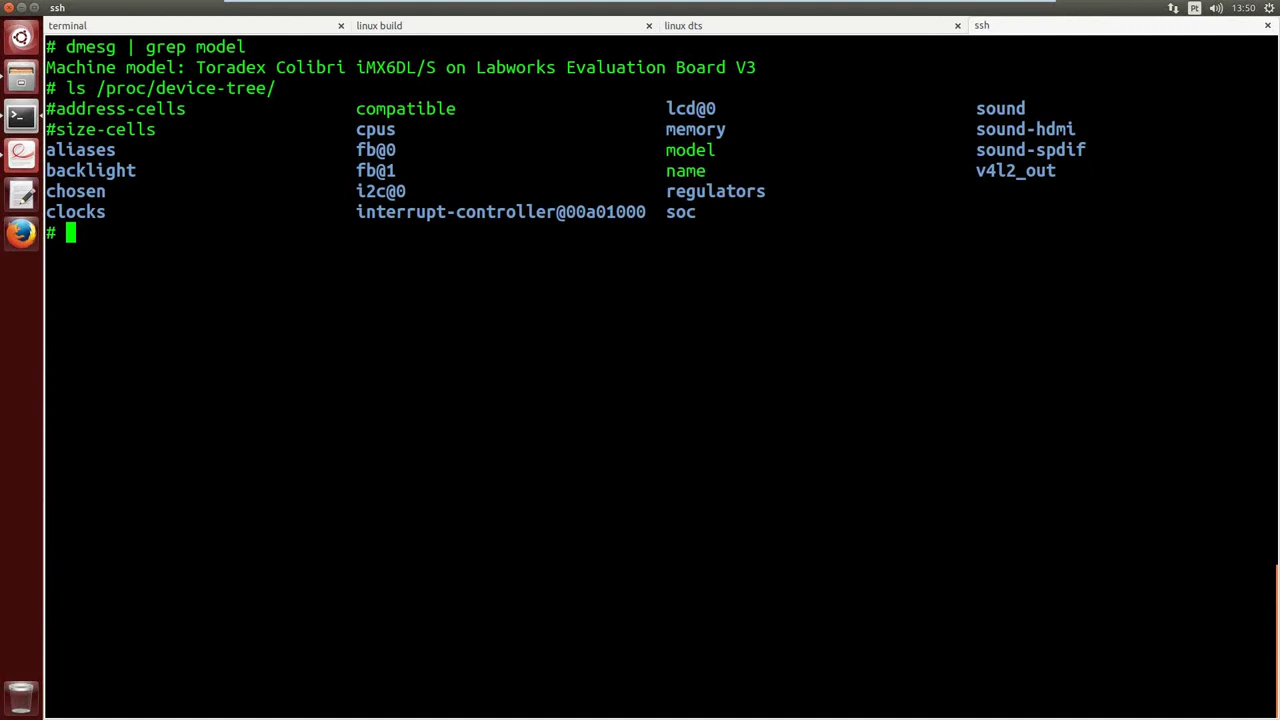 ssh
Pt
13:50
terminal × linux build × linux dts × ssh ×
# dmesg | grep model
Machine model: Toradex Colibri iMX6DL/S on Labworks Evaluation Board V3
# ls /proc/device-tree/
#address-cells compatible lcd@0 sound
#size-cells cpus memory sound-hdmi
aliases fb@0 model sound-spdif
backlight fb@1 name v4l2_out
chosen i2c@0 regulators
clocks interrupt-controller@00a01000 soc
#